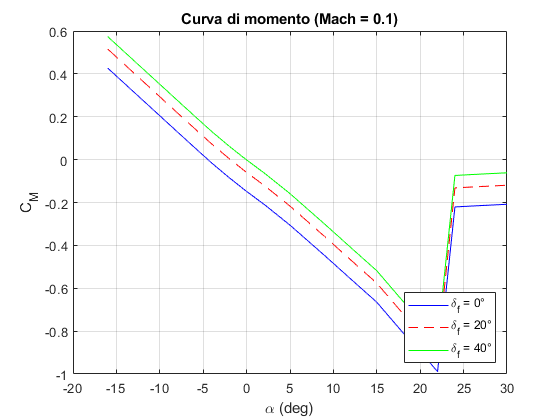 Curva di momento (Mach = 0.1)
0.6
0.4
0.2
0
-0.2
-0.4
-0.6
-0.8
-1
C_M
δ_f = 0°
δ_f = 20°
δ_f = 40°
-20 -15 -10 -5 0 5 10 15 20 25 30
α (deg)